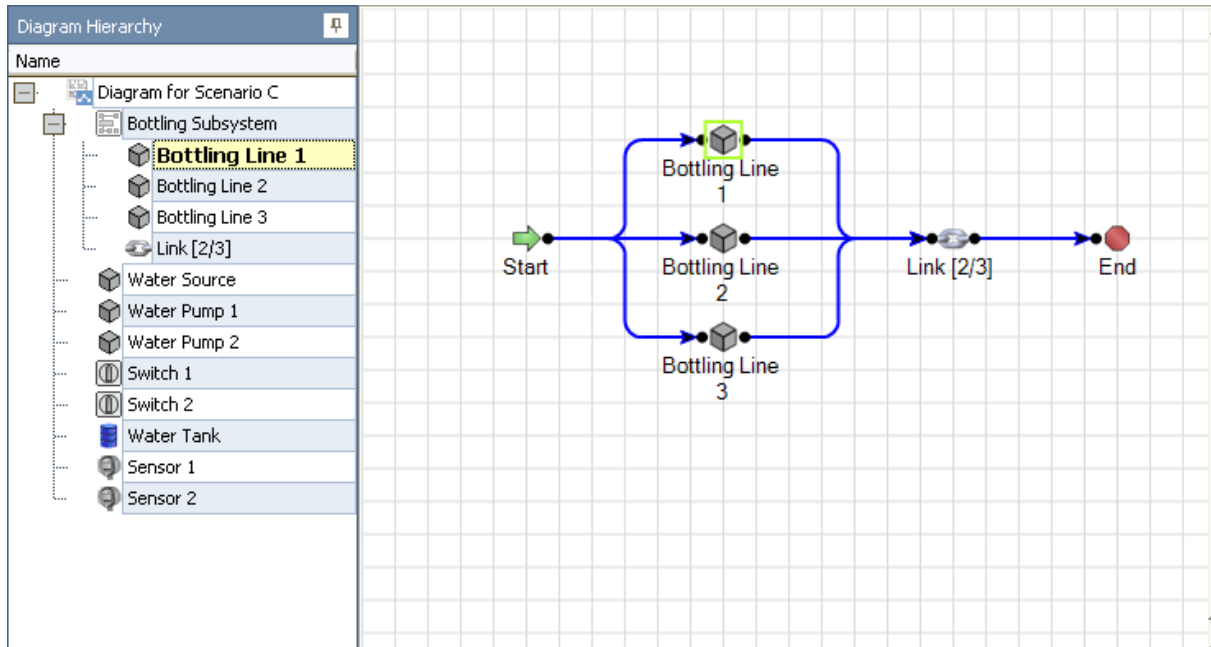 Diagram Hierarchy
Name
Diagram for Scenario C
Bottling Subsystem
Bottling Line 1
Bottling Line 2
Bottling Line 3
Link [2/3]
Water Source
Water Pump 1
Water Pump 2
Switch 1
Switch 2
Water Tank
Sensor 1
Sensor 2
Start
Bottling Line
1
Bottling Line
2
Bottling Line
3
Link [2/3]
End